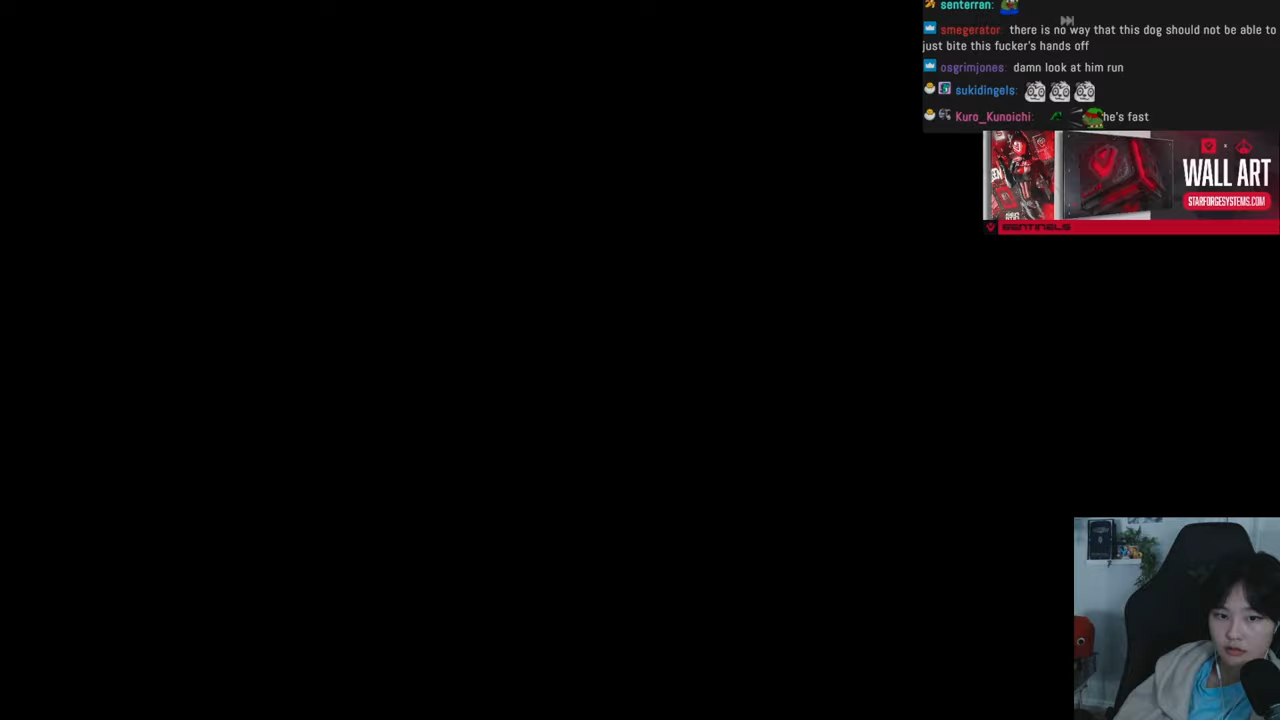 senterran:
smegerator: there is no way that this dog should not be able to
just bite this fucker's hands off
osgrimjones: damn look at him run
sukidingels:
Kuro_Kunoichi: he's fast
WALL ART
STARFORGESYSTEMS.COM
SENTINELS